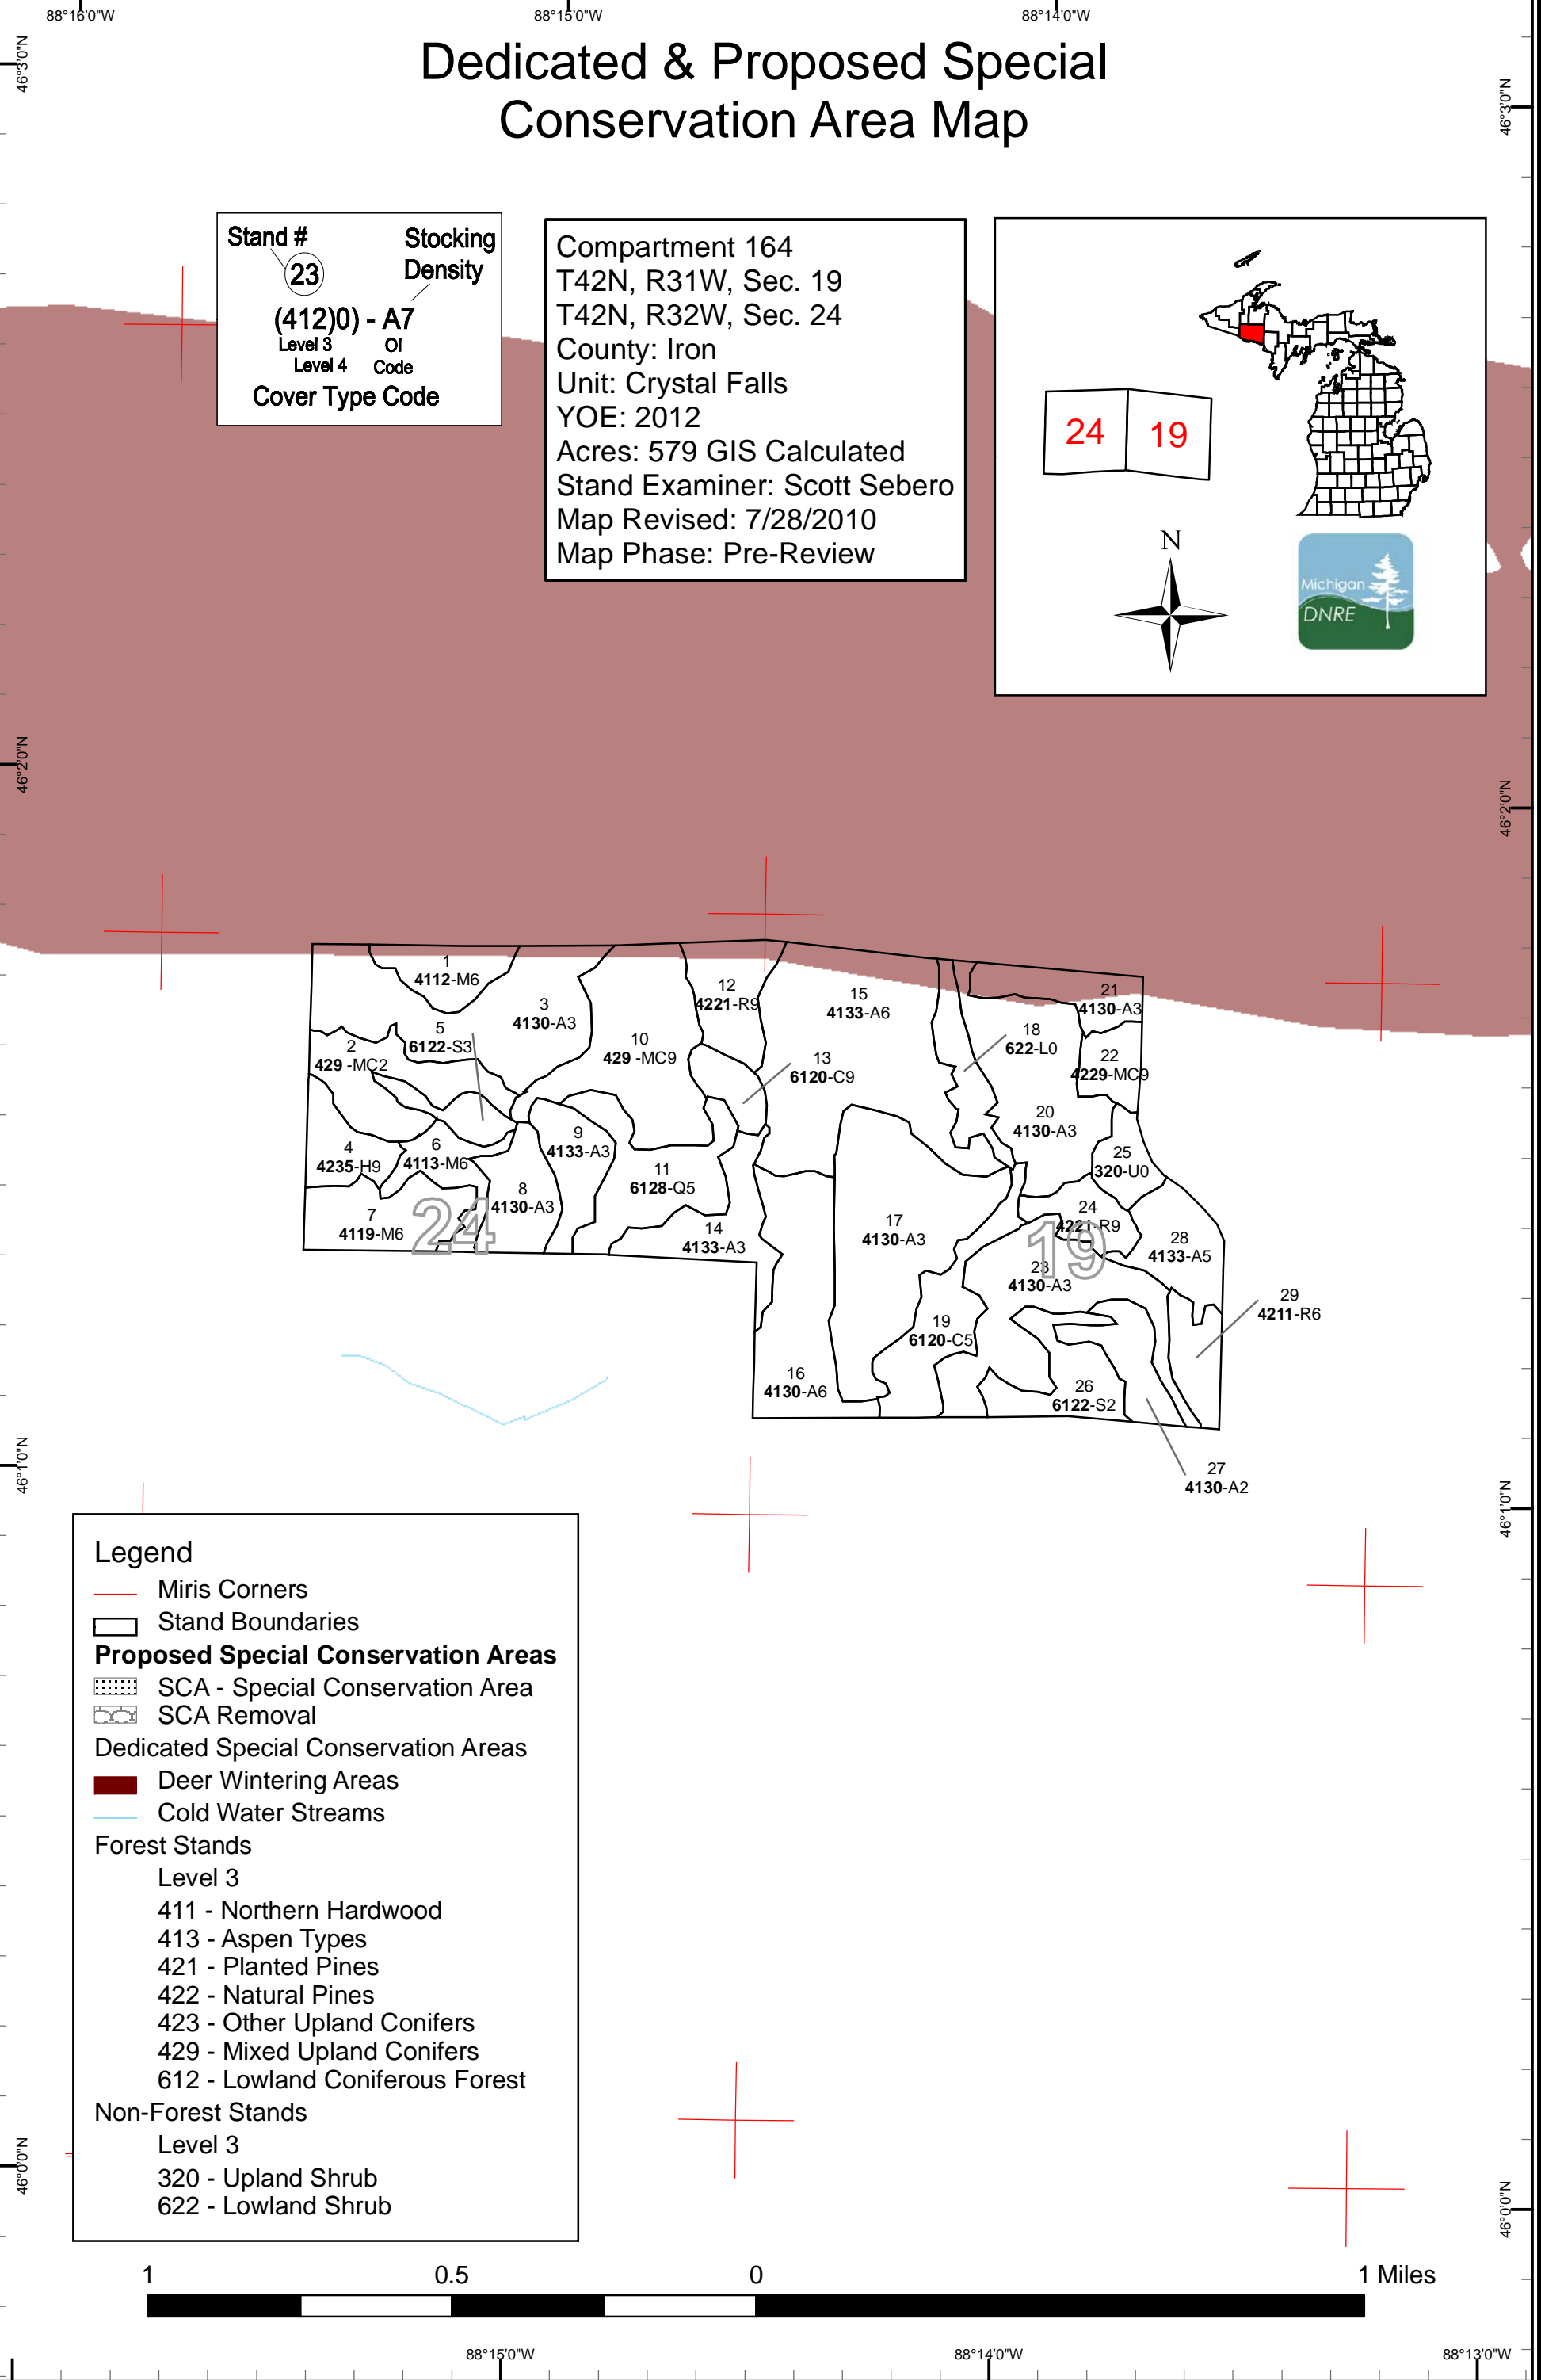 88°16'0"W
88°15'0"W
88°14'0"W
46°3'0"N
46°3'0"N
Dedicated & Proposed Special
Conservation Area Map
Stand #
Stocking
Density
23
(412)0) - A7
Level 3
OI
Level 4
Code
Cover Type Code
Compartment 164
T42N, R31W, Sec. 19
T42N, R32W, Sec. 24
County: Iron
Unit: Crystal Falls
YOE: 2012
Acres: 579 GIS Calculated
Stand Examiner: Scott Sebero
Map Revised: 7/28/2010
Map Phase: Pre-Review
24
19
N
Michigan
DNRE
46°2'0"N
46°2'0"N
1
4112-M6
2
429 -MC2
3
4130-A3
4
4235-H9
5
6122-S3
6
4113-M6
7
4119-M6
8
4130-A3
9
4133-A3
10
429 -MC9
11
6128-Q5
12
4221-R9
13
6120-C9
14
4133-A3
15
4133-A6
16
4130-A6
17
4130-A3
18
622-L0
19
6120-C5
20
4130-A3
21
4130-A3
22
4229-MC9
23
4130-A3
24
4221-R9
25
320-U0
26
6122-S2
27
4130-A2
28
4133-A5
29
4211-R6
24
19
46°1'0"N
46°1'0"N
Legend
Miris Corners
Stand Boundaries
Proposed Special Conservation Areas
SCA - Special Conservation Area
SCA Removal
Dedicated Special Conservation Areas
Deer Wintering Areas
Cold Water Streams
Forest Stands
Level 3
411 - Northern Hardwood
413 - Aspen Types
421 - Planted Pines
422 - Natural Pines
423 - Other Upland Conifers
429 - Mixed Upland Conifers
612 - Lowland Coniferous Forest
Non-Forest Stands
Level 3
320 - Upland Shrub
622 - Lowland Shrub
46°0'0"N
46°0'0"N
1
0.5
0
1 Miles
88°15'0"W
88°14'0"W
88°13'0"W